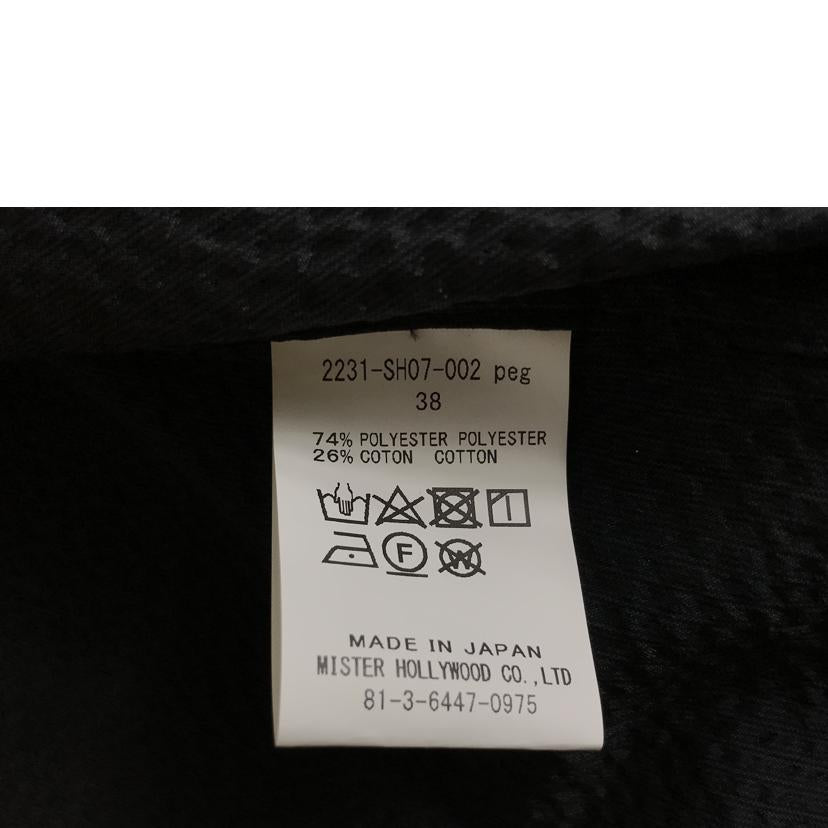 2231-SH07-002 peg
38
74% POLYESTER POLYESTER
26% COTON COTTON
F
W
MADE IN JAPAN
MISTER HOLLYWOOD CO.,LTD
81-3-6447-0975